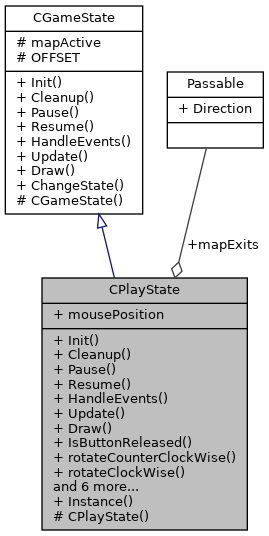 CGameState
# mapActive
# OFFSET
+ Init()
+ Cleanup()
+ Pause()
+ Resume()
+ HandleEvents()
+ Update()
+ Draw()
+ ChangeState()
# CGameState()
Passable
+ Direction
+mapExits
CPlayState
+ mousePosition
+ Init()
+ Cleanup()
+ Pause()
+ Resume()
+ HandleEvents()
+ Update()
+ Draw()
+ IsButtonReleased()
+ rotateCounterClockWise()
+ rotateClockWise()
and 6 more...
+ Instance()
# CPlayState()